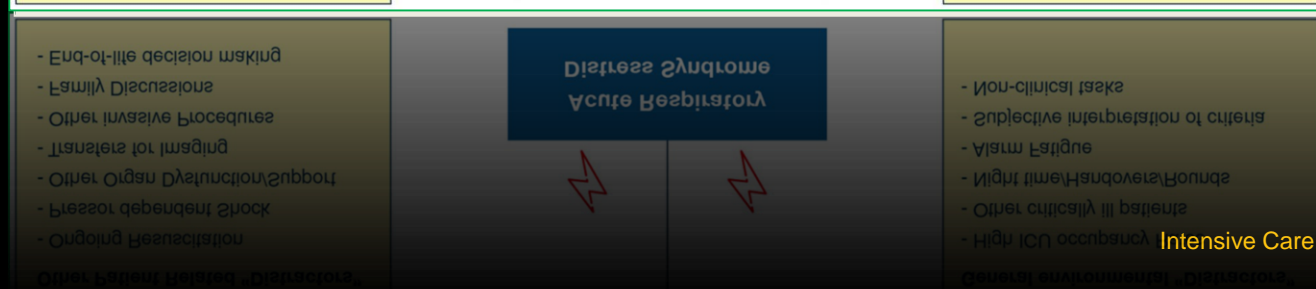 - End-of-life decision making
- Family Discussions
- Other invasive Procedures
- Transfers for Imaging
- Other Organ Dysfunction/Support
- Pressor dependent Shock
- Ongoing Resuscitation
Other Patient Related "Distractors"
Distress Syndrome
Acute Respiratory
- Non-clinical tasks
- Subjective interpretation of criteria
- Alarm Fatigue
- Night time/Handovers/Rounds
- Other critically ill patients
- High ICU occupancy
General environmental "Distractors"
Intensive Care